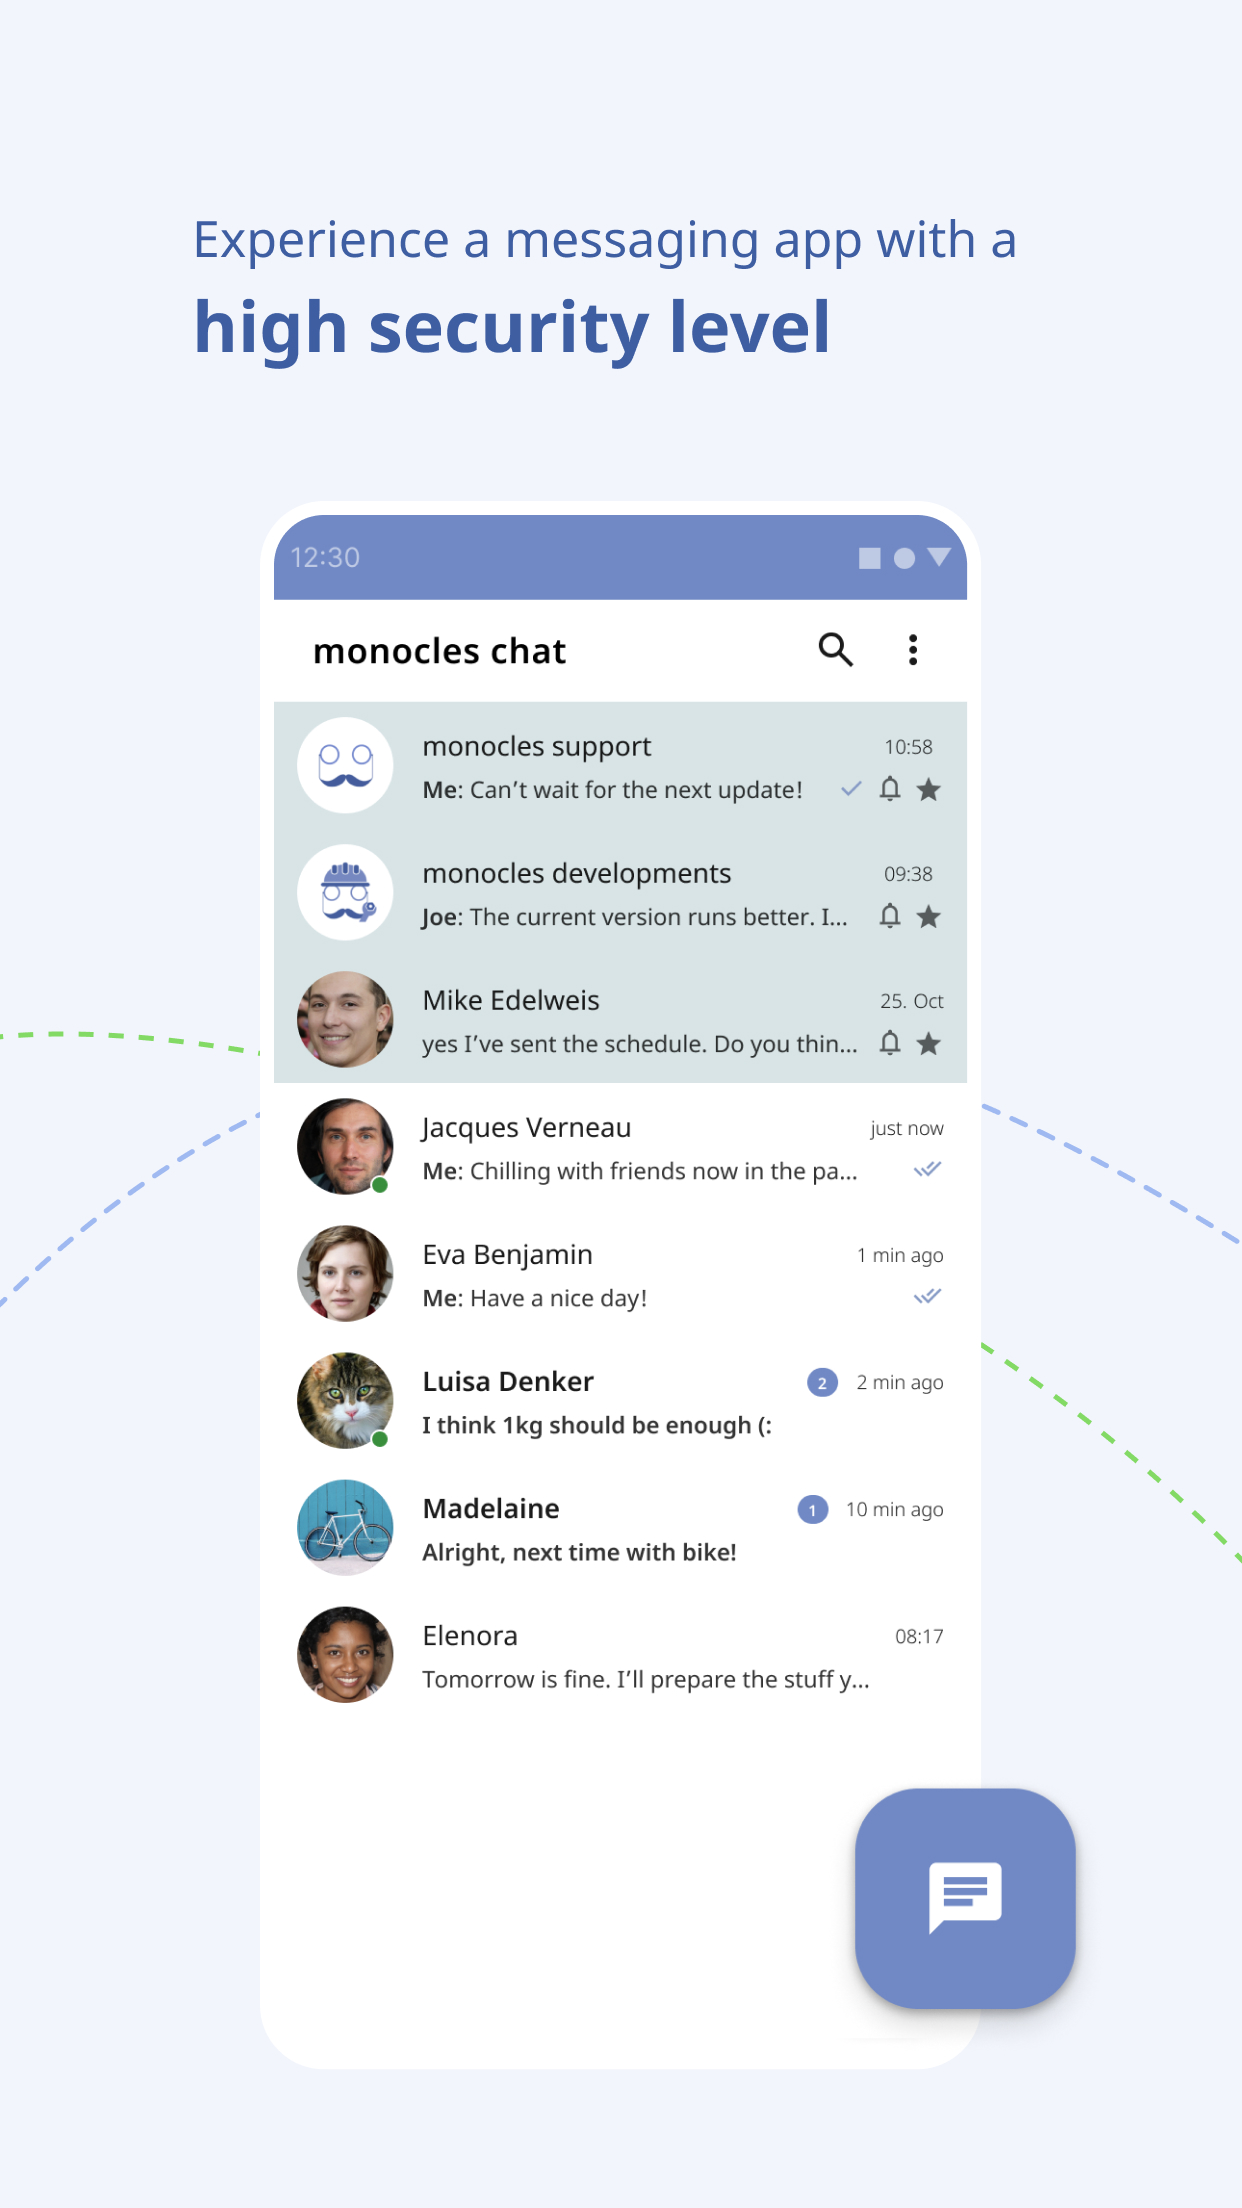 Experience a messaging app with a
high security level
12:30
monocles chat
monocles support 10:58
Me: Can’t wait for the next update!
monocles developments 09:38
Joe: The current version runs better. I...
Mike Edelweis 25. Oct
yes I’ve sent the schedule. Do you thin...
Jacques Verneau just now
Me: Chilling with friends now in the pa...
Eva Benjamin 1 min ago
Me: Have a nice day!
Luisa Denker 2 2 min ago
I think 1kg should be enough (:
Madelaine 1 10 min ago
Alright, next time with bike!
Elenora 08:17
Tomorrow is fine. I’ll prepare the stuff y...